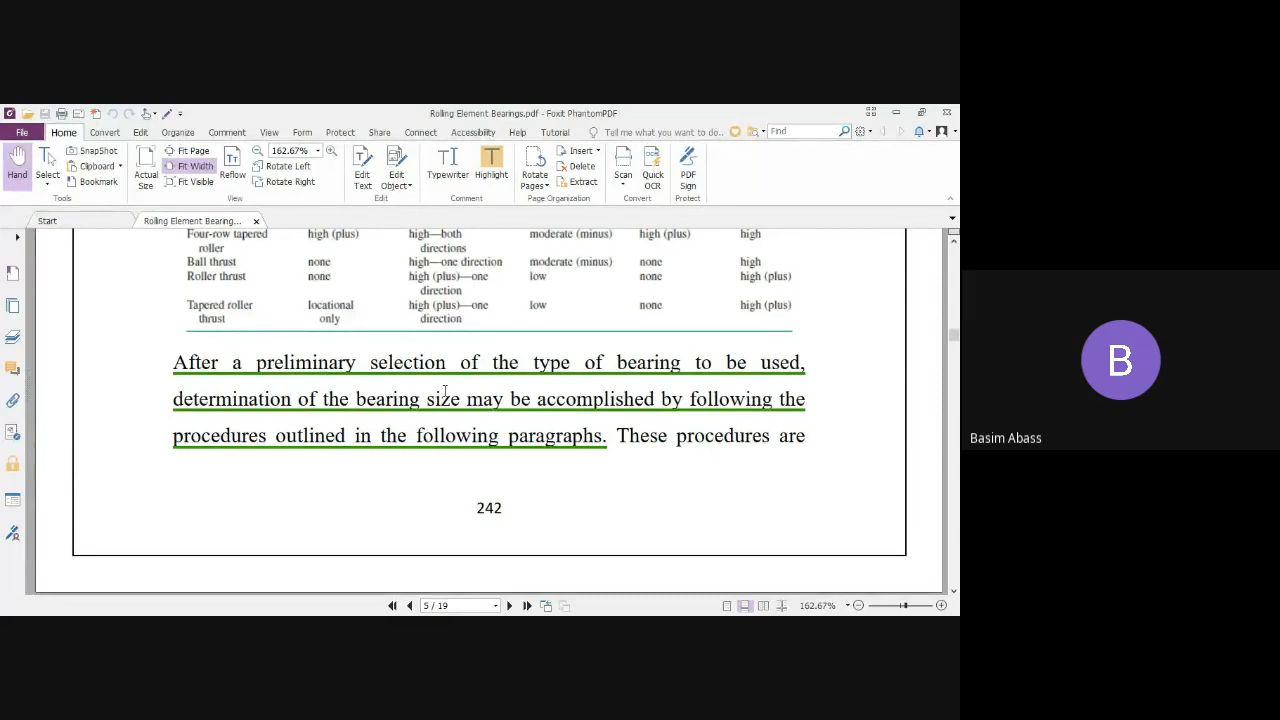 Rolling Element Bearings.pdf - Foxit PhantomPDF
File Home Convert Edit Organize Comment View Form Protect Share Connect Accessibility Help Tutorial Tell me what you want to do.. Find
Hand
Select
SnapShot
Clipboard
Bookmark
Tools
Actual Size
Fit Page
Fit Width
Fit Visible
Reflow
162.67%
Rotate Left
Rotate Right
View
Edit Text
Edit Object
Edit
Typewriter
Highlight
Comment
Rotate Pages
Insert
Delete
Extract
Page Organization
Scan
Quick OCR
Convert
PDF Sign
Protect
Start Rolling Element Bearing...
Four-row tapered roller high (plus) high—both directions moderate (minus) high (plus) high
Ball thrust none high—one direction moderate (minus) none high
Roller thrust none high (plus)—one direction low none high (plus)
Tapered roller thrust locational only high (plus)—one direction low none high (plus)
After a preliminary selection of the type of bearing to be used,
determination of the bearing size may be accomplished by following the
procedures outlined in the following paragraphs. These procedures are
242
5 / 19
162.67%
B
Basim Abass